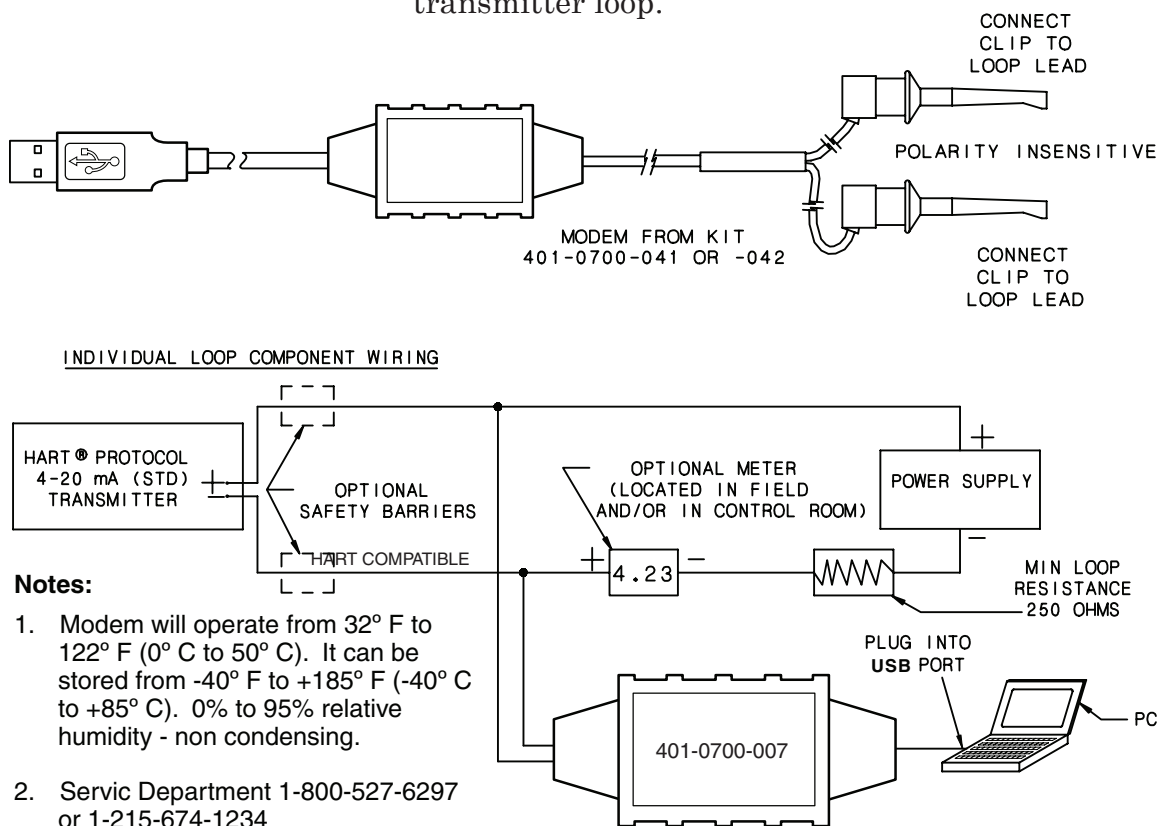 transmitter loop.
CONNECT
CLIP TO
LOOP LEAD
POLARITY INSENSITIVE
MODEM FROM KIT
401-0700-041 OR -042
CONNECT
CLIP TO
LOOP LEAD
INDIVIDUAL LOOP COMPONENT WIRING
HART ® PROTOCOL
4-20 mA (STD)
TRANSMITTER
+
−
OPTIONAL
SAFETY BARRIERS
HART COMPATIBLE
OPTIONAL METER
(LOCATED IN FIELD
AND/OR IN CONTROL ROOM)
+
4.23
−
+
POWER SUPPLY
−
MIN LOOP
RESISTANCE
250 OHMS
PLUG INTO
USB PORT
PC
401-0700-007
Notes:
1. Modem will operate from 32º F to
122º F (0º C to 50º C). It can be
stored from -40º F to +185º F (-40º C
to +85º C). 0% to 95% relative
humidity - non condensing.
2. Servic Department 1-800-527-6297
or 1-215-674-1234